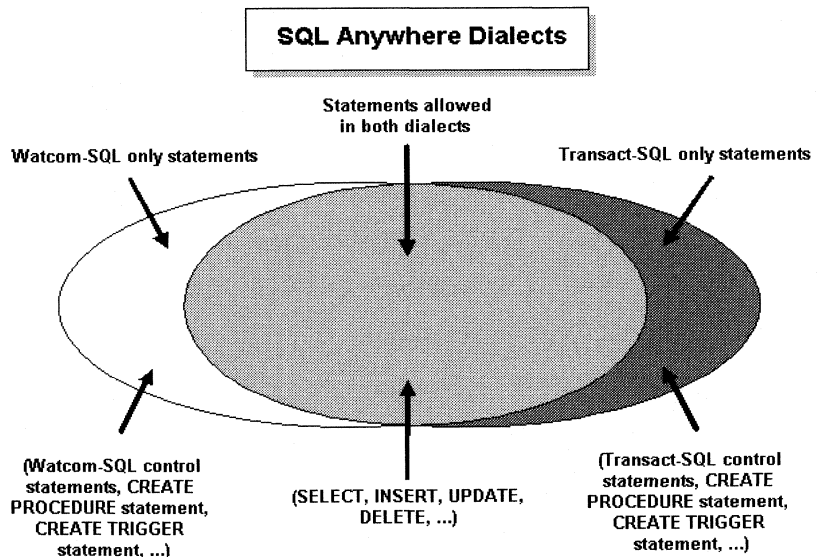 SQL Anywhere Dialects
Statements allowed
in both dialects
Watcom-SQL only statements
Transact-SQL only statements
(Watcom-SQL control
statements, CREATE
PROCEDURE statement,
CREATE TRIGGER
statement, ...)
(SELECT, INSERT, UPDATE,
DELETE, ...)
(Transact-SQL control
statements, CREATE
PROCEDURE statement,
CREATE TRIGGER
statement, ...)